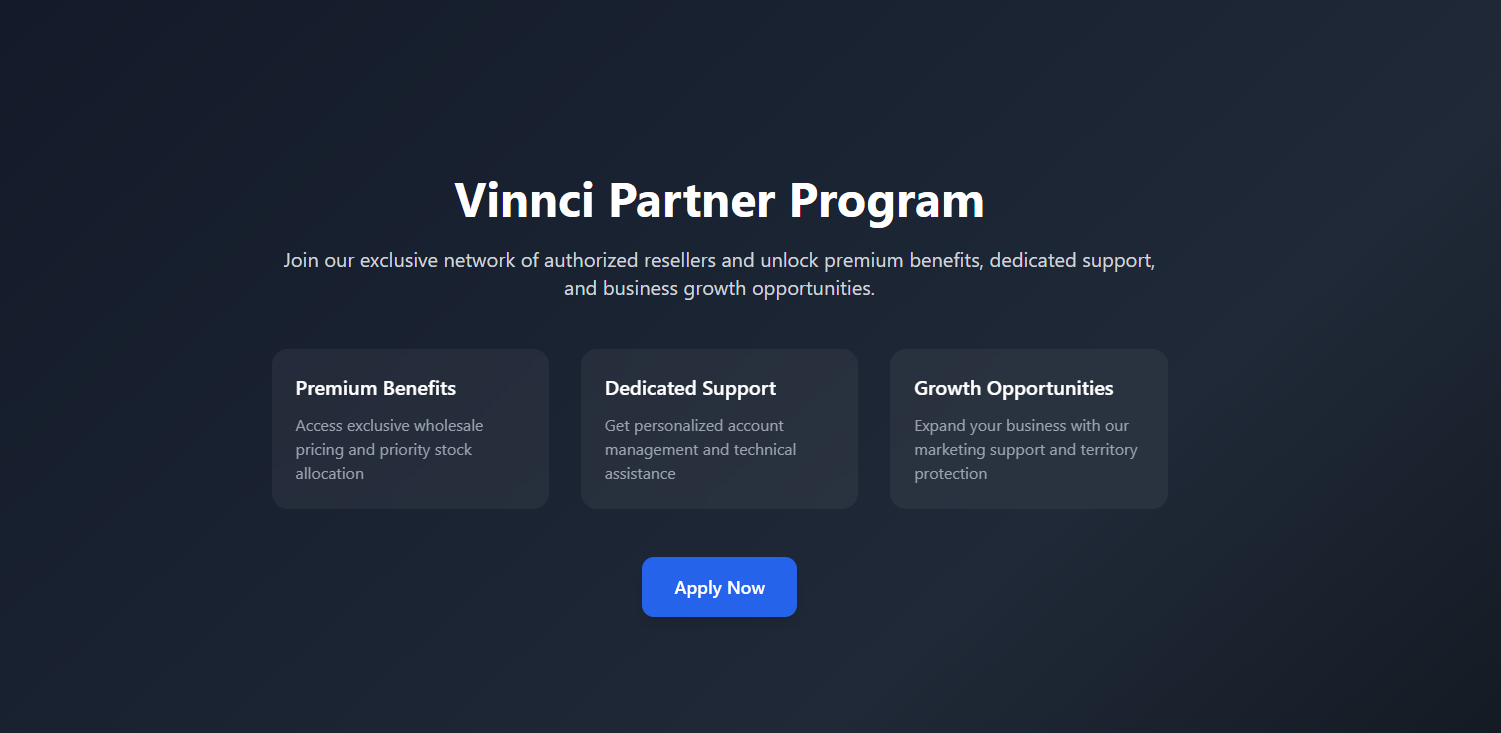 Vinnci Partner Program
Join our exclusive network of authorized resellers and unlock premium benefits, dedicated support,
and business growth opportunities.
Premium Benefits
Access exclusive wholesale
pricing and priority stock
allocation
Dedicated Support
Get personalized account
management and technical
assistance
Growth Opportunities
Expand your business with our
marketing support and territory
protection
Apply Now